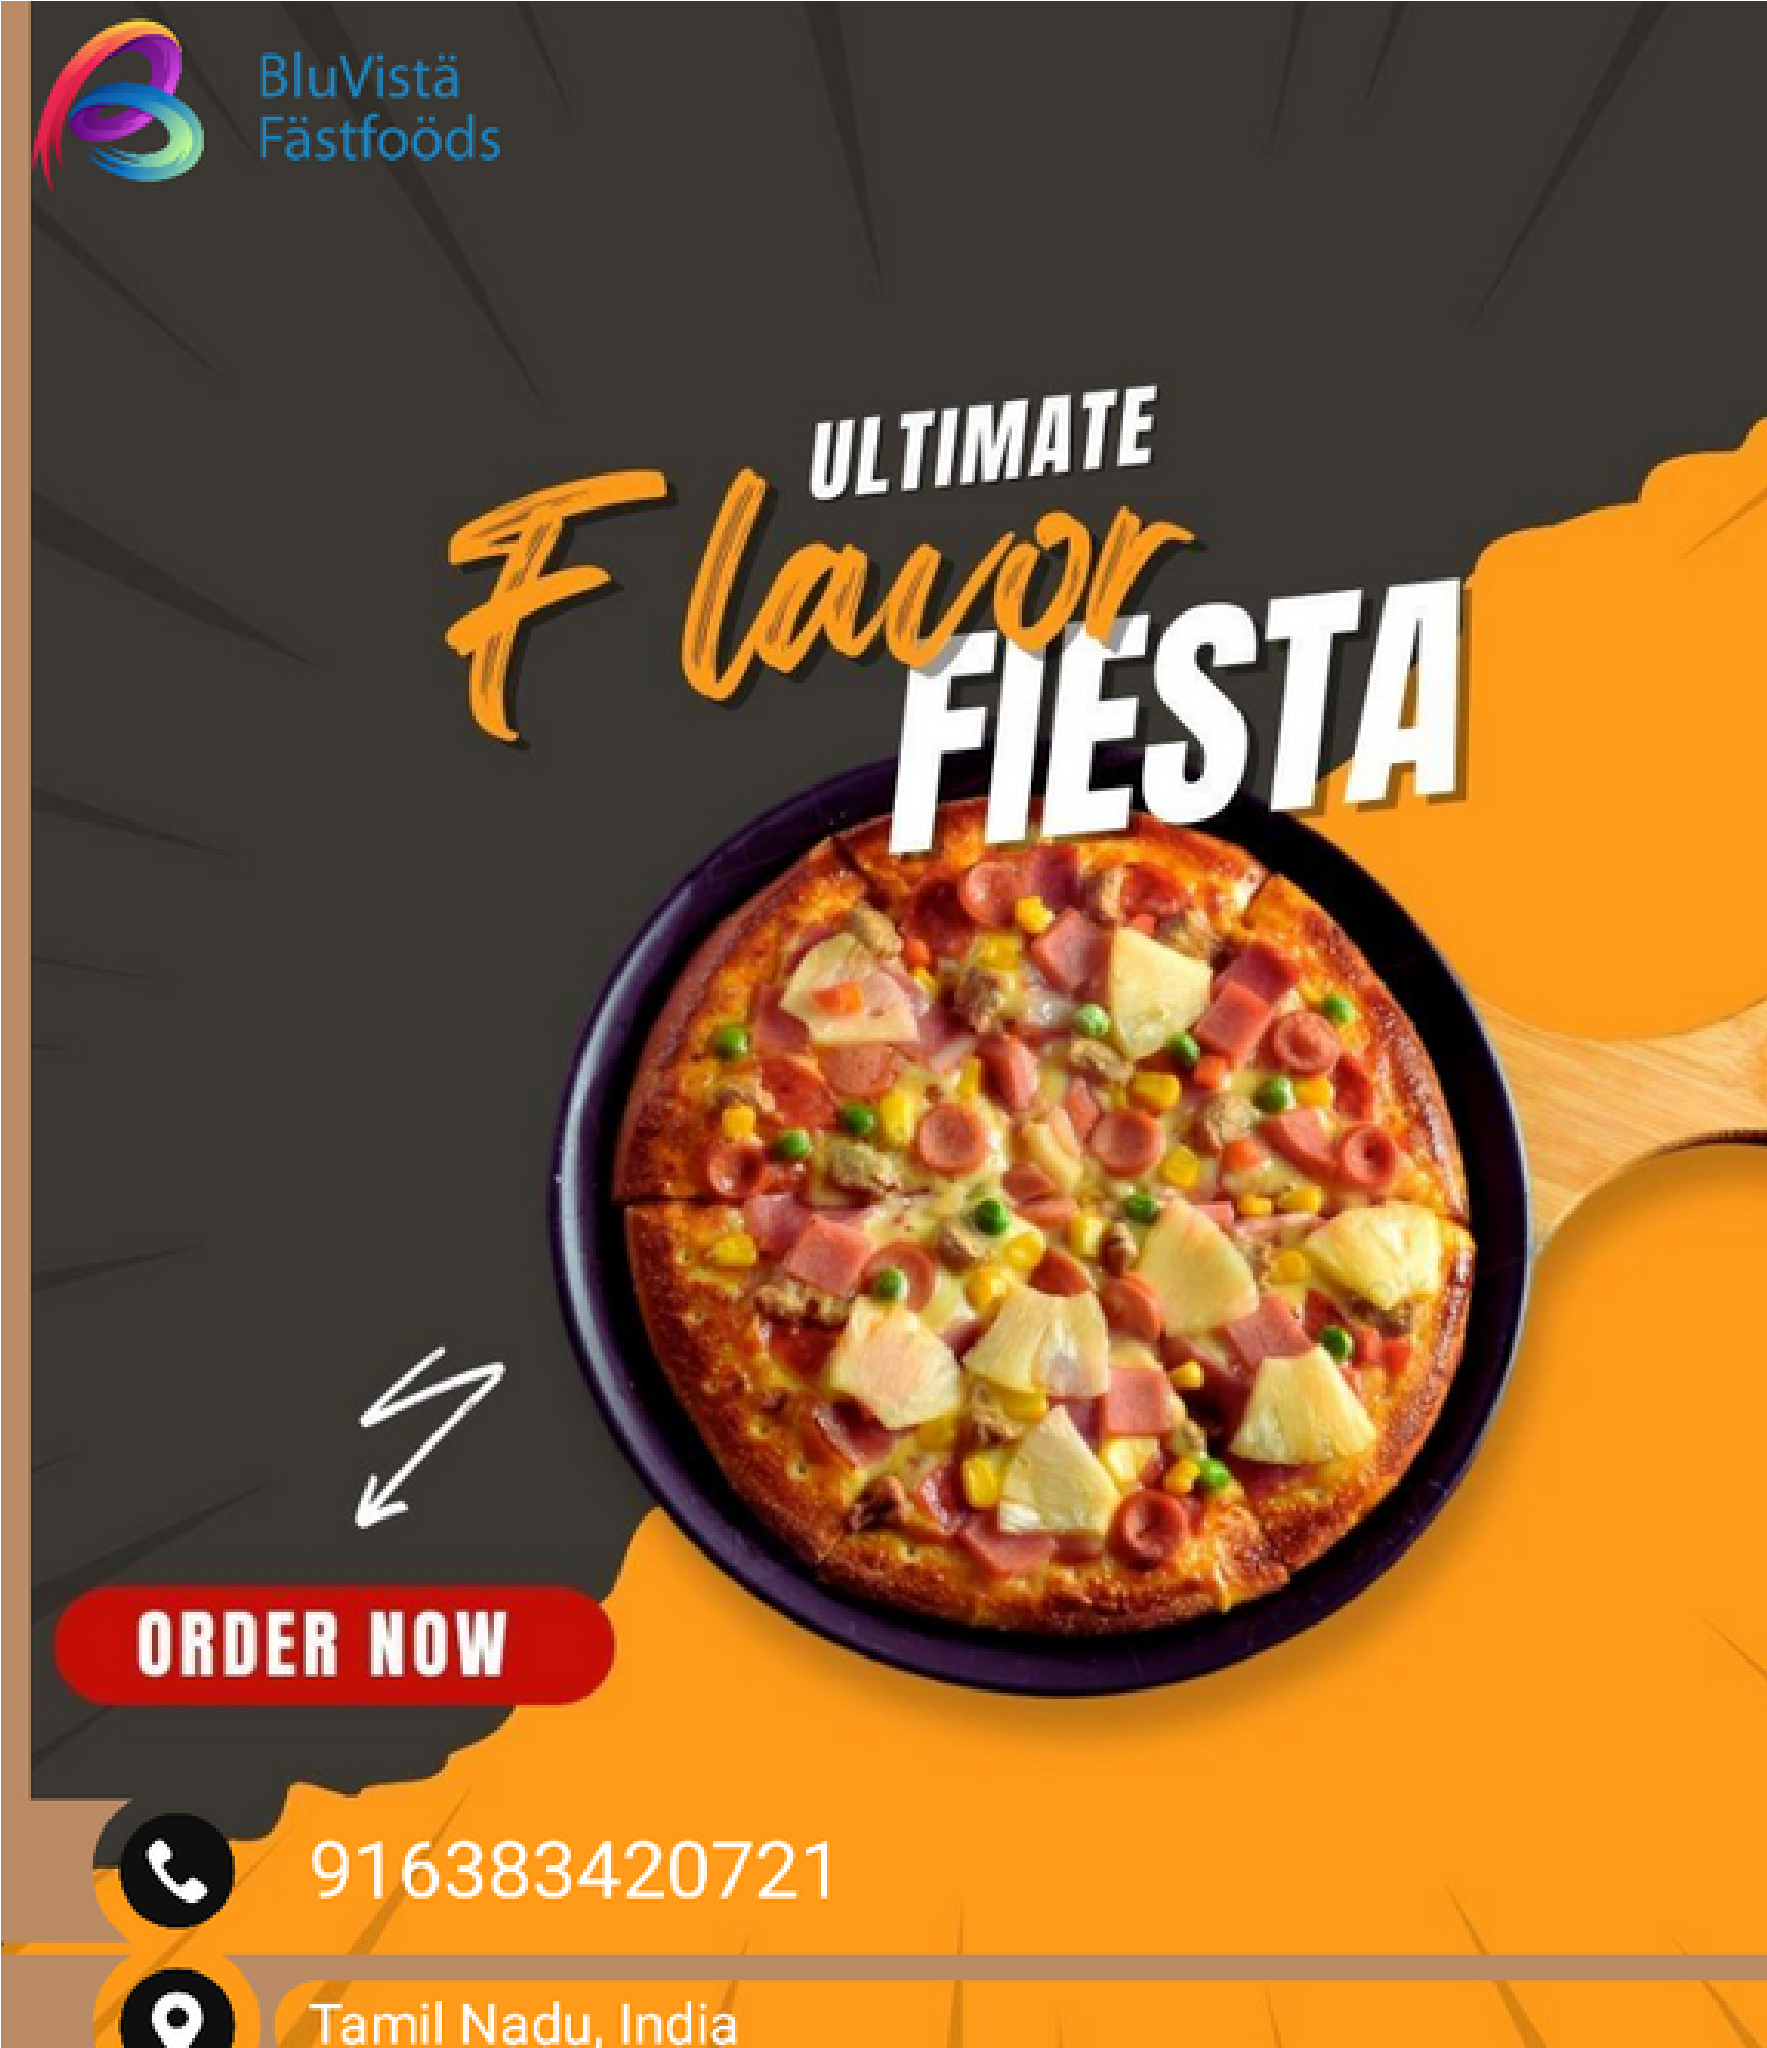 BluVistä
Fästfoöds
ULTIMATE
Flavor
FIESTA
ORDER NOW
916383420721
Tamil Nadu, India